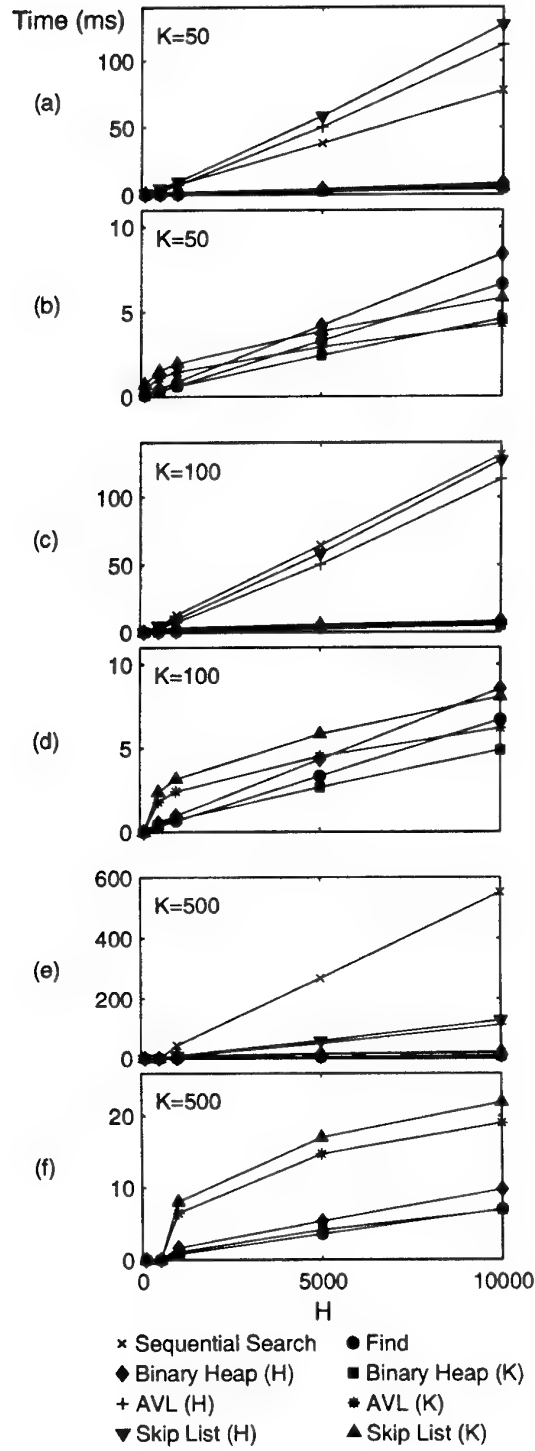 Time (ms)
K=50
100
(a)
50
0
10
K=50
(b)
5
0
K=100
100
(c)
50
0
10
K=100
(d)
5
0
600
K=500
400
(e)
200
0
K=500
20
(f)
10
0
0 5000 10000
H
× Sequential Search ● Find
◆ Binary Heap (H) ■ Binary Heap (K)
+ AVL (H) ✱ AVL (K)
▼ Skip List (H) ▲ Skip List (K)